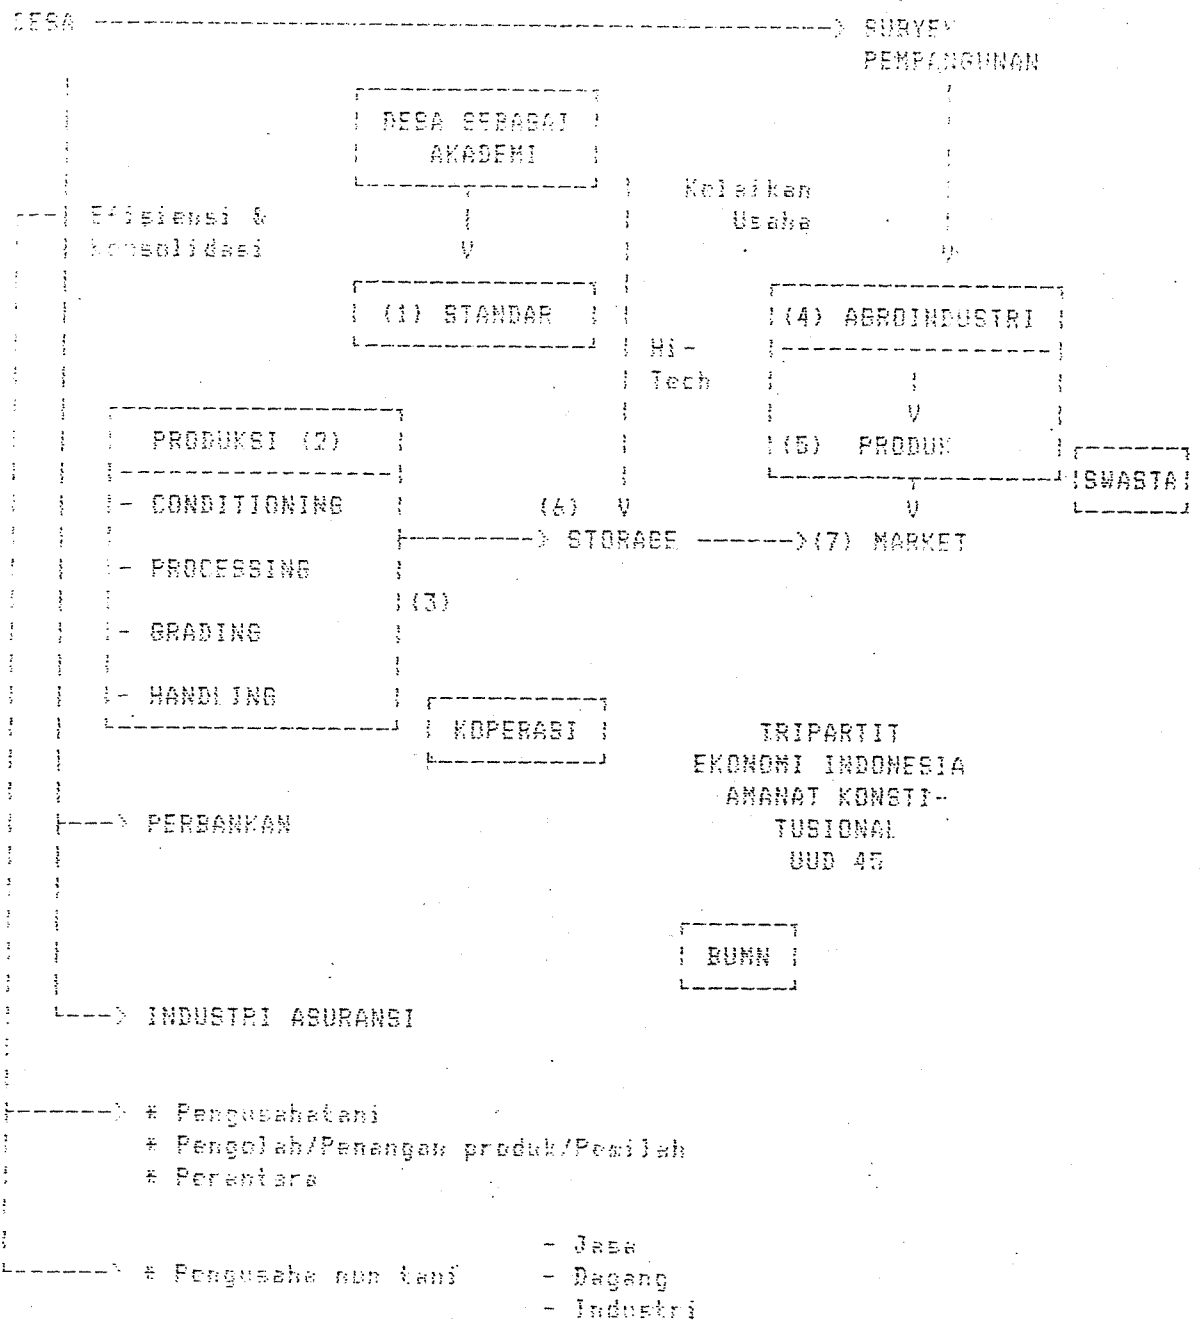 DESA ---> SURVEY
PEMBANGUNAN
DESA SEBAGAI
AKADEMI
Kelaikan
Usaha
Efisiensi &
konsolidasi
(1) STANDAR
(4) AGROINDUSTRI
Hi-
Tech
PRODUKSI (2)
(5) PRODUK
SWASTA
- CONDITIONING
(6)
STORAGE ---> (7) MARKET
- PROCESSING
(3)
- GRADING
- HANDLING
KOPERASI
TRIPARTIT
EKONOMI INDONESIA
AMANAT KONSTI-
TUSIONAL
UUD 45
---> PERBANKAN
BUMN
---> INDUSTRI ASURANSI
---> * Pengusahatani
* Pengolah/Penangan produk/Pemilah
* Perantara
- Jasa
---> * Pengusaha non tani - Dagang
- Industri